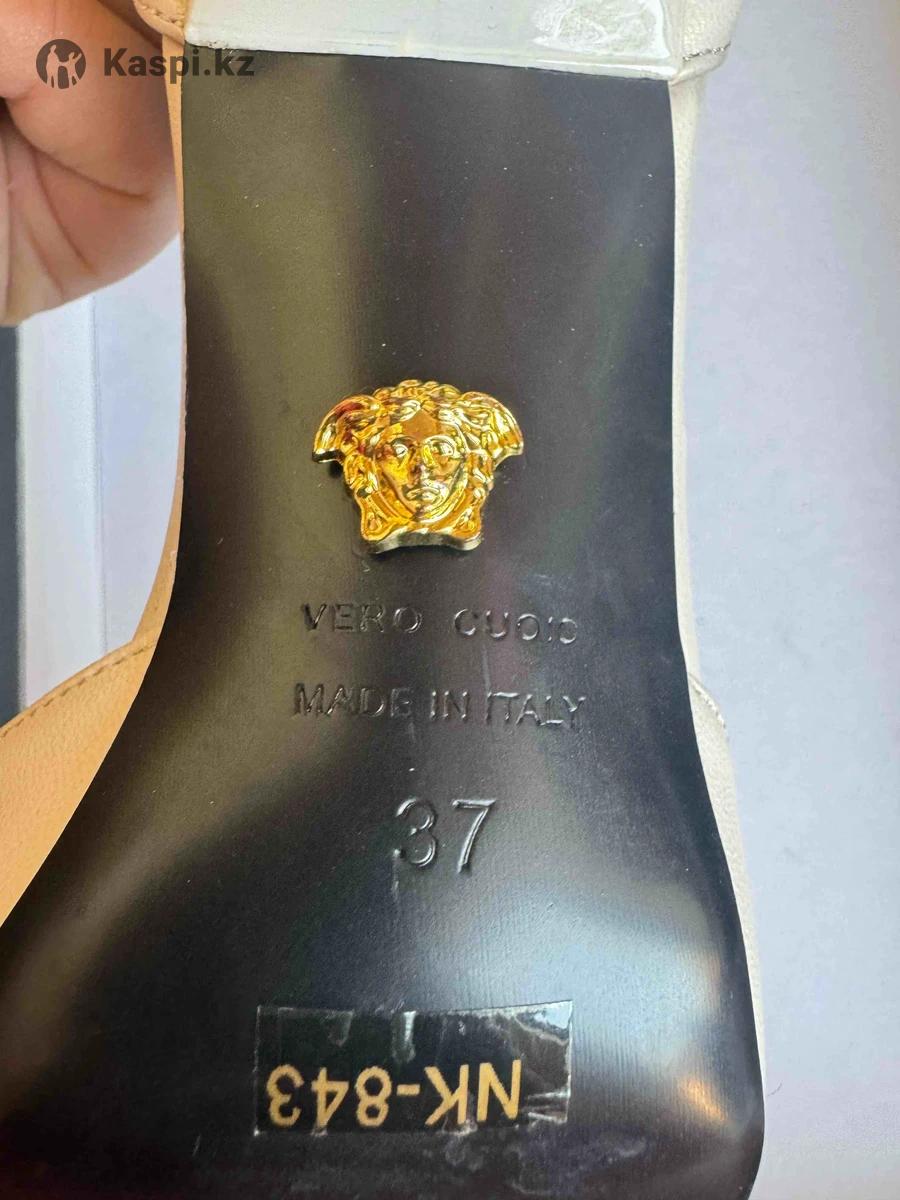 Kaspi.kz
VERO CUOIO
MADE IN ITALY
37
NK-843